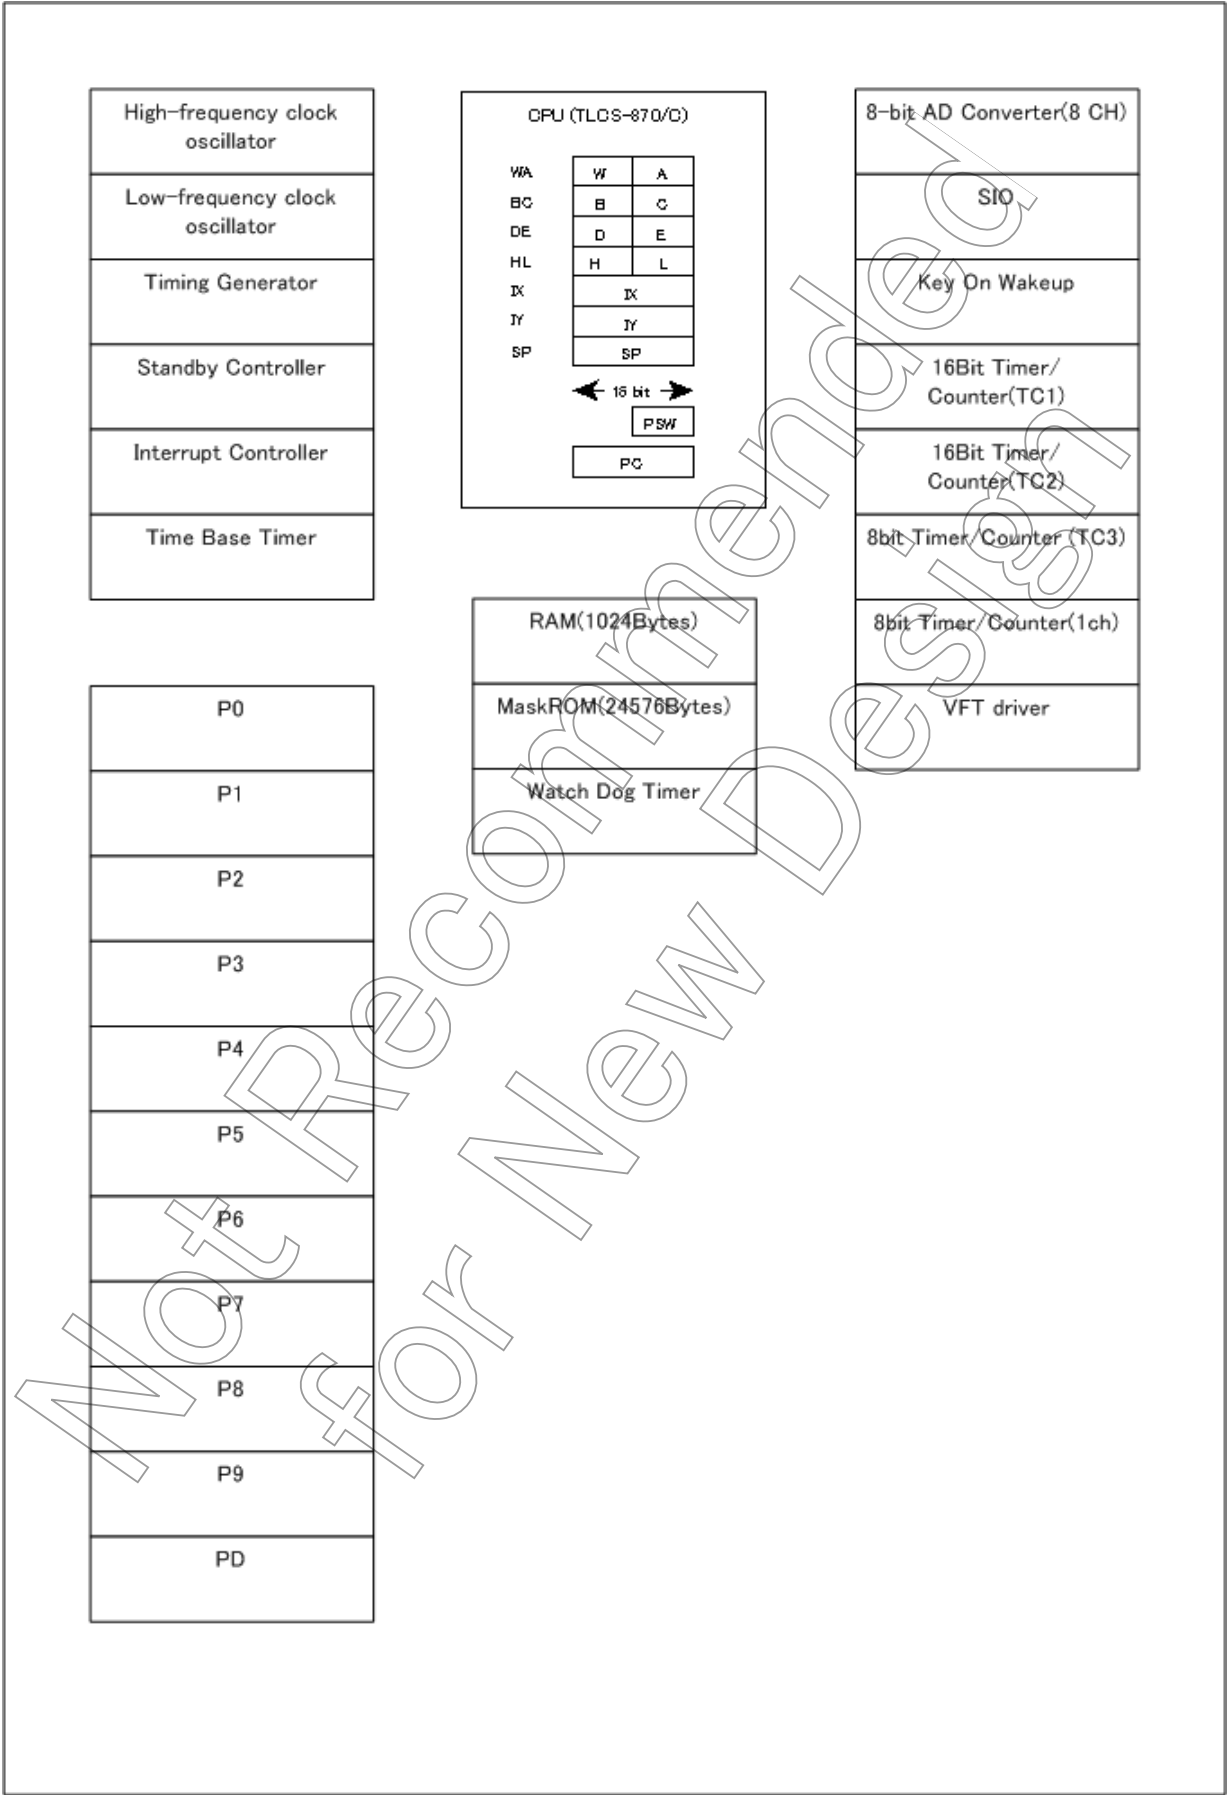 High-frequency clock
oscillator
Low-frequency clock
oscillator
Timing Generator
Standby Controller
Interrupt Controller
Time Base Timer
CPU (TLCS-870/C)
WA W A
BC B C
DE D E
HL H L
IX IX
IY IY
SP SP
16 bit
PSW
PC
8-bit AD Converter(8 CH)
SIO
Key On Wakeup
16Bit Timer/
Counter(TC1)
16Bit Timer/
Counter(TC2)
8bit Timer/Counter (TC3)
8bit Timer/Counter(1ch)
VFT driver
RAM(1024Bytes)
MaskROM(24576Bytes)
Watch Dog Timer
P0
P1
P2
P3
P4
P5
P6
P7
P8
P9
PD
Not Recommended
for New Design